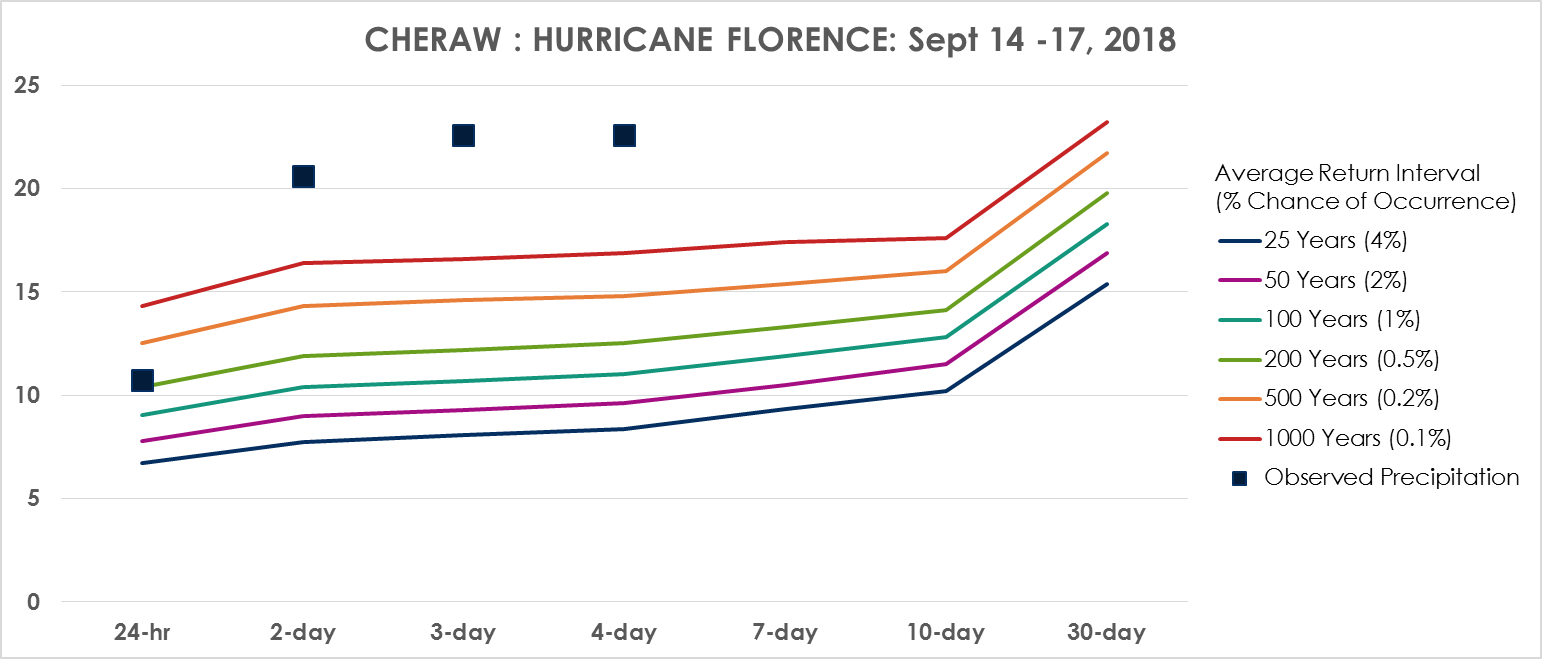 CHERAW : HURRICANE FLORENCE: Sept 14 -17, 2018
25
20
15
10
5
0
24-hr 2-day 3-day 4-day 7-day 10-day 30-day
Average Return Interval
(% Chance of Occurrence)
25 Years (4%)
50 Years (2%)
100 Years (1%)
200 Years (0.5%)
500 Years (0.2%)
1000 Years (0.1%)
Observed Precipitation